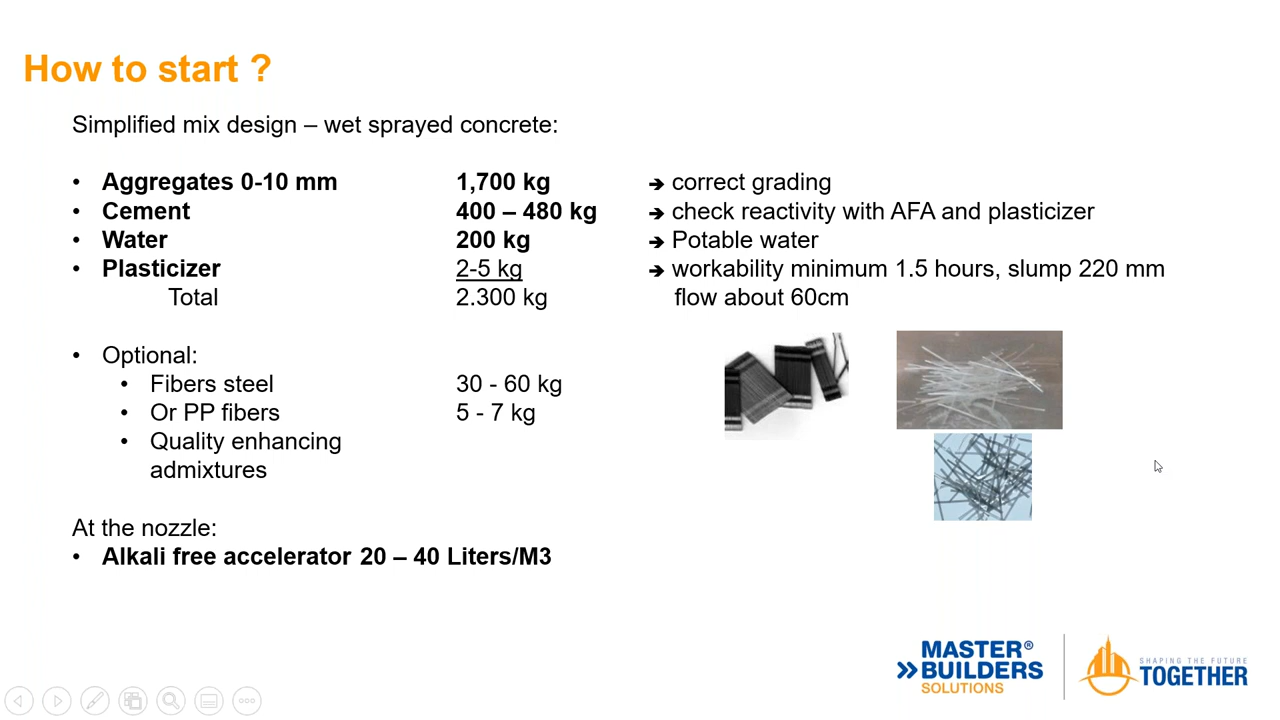 How to start ?
Simplified mix design – wet sprayed concrete:
• Aggregates 0-10 mm 1,700 kg ➔ correct grading
• Cement 400 – 480 kg ➔ check reactivity with AFA and plasticizer
• Water 200 kg ➔ Potable water
• Plasticizer 2-5 kg ➔ workability minimum 1.5 hours, slump 220 mm
Total 2.300 kg flow about 60cm
• Optional:
• Fibers steel 30 - 60 kg
• Or PP fibers 5 - 7 kg
• Quality enhancing
admixtures
At the nozzle:
• Alkali free accelerator 20 – 40 Liters/M3
MASTER®
BUILDERS
SOLUTIONS
SHAPING THE FUTURE
TOGETHER